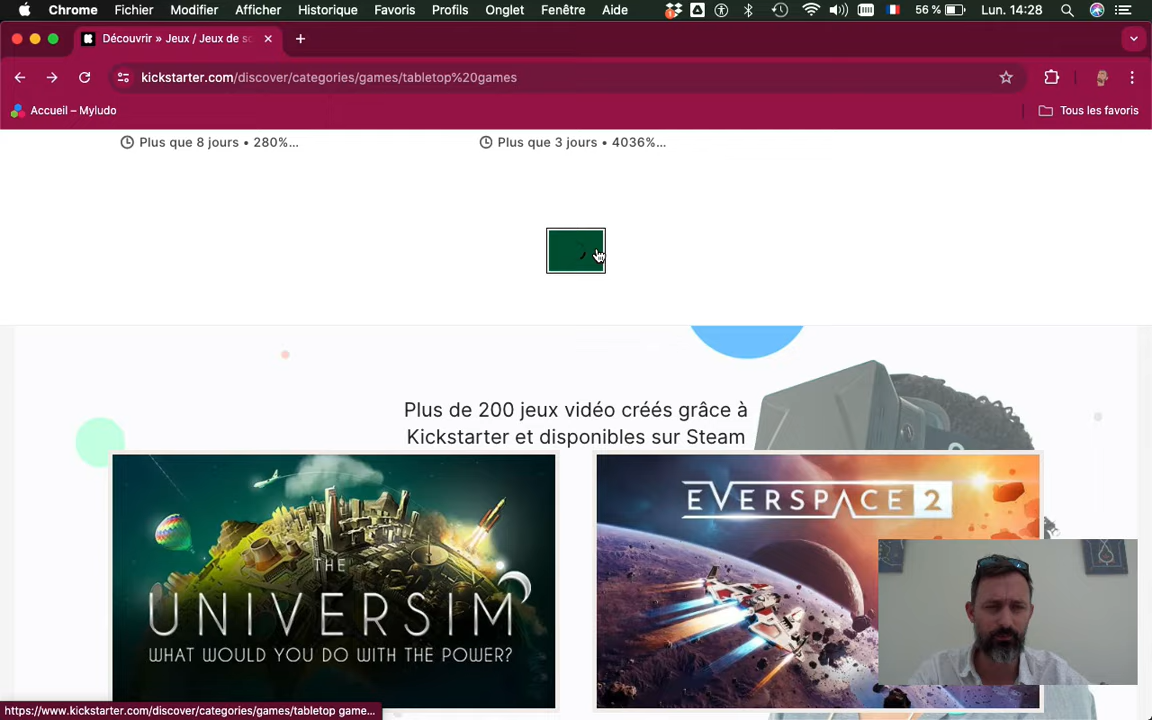 Chrome Fichier Modifier Afficher Historique Favoris Profils Onglet Fenêtre Aide 1 56 % Lun. 14:28
Découvrir » Jeux / Jeux de so
kickstarter.com/discover/categories/games/tabletop%20games
Accueil – Myludo
Tous les favoris
Plus que 8 jours • 280%...
Plus que 3 jours • 4036%...
Plus de 200 jeux vidéo créés grâce à
Kickstarter et disponibles sur Steam
THE
UNIVERSIM
WHAT WOULD YOU DO WITH THE POWER?
EVERSPACE 2
https://www.kickstarter.com/discover/categories/games/tabletop game...